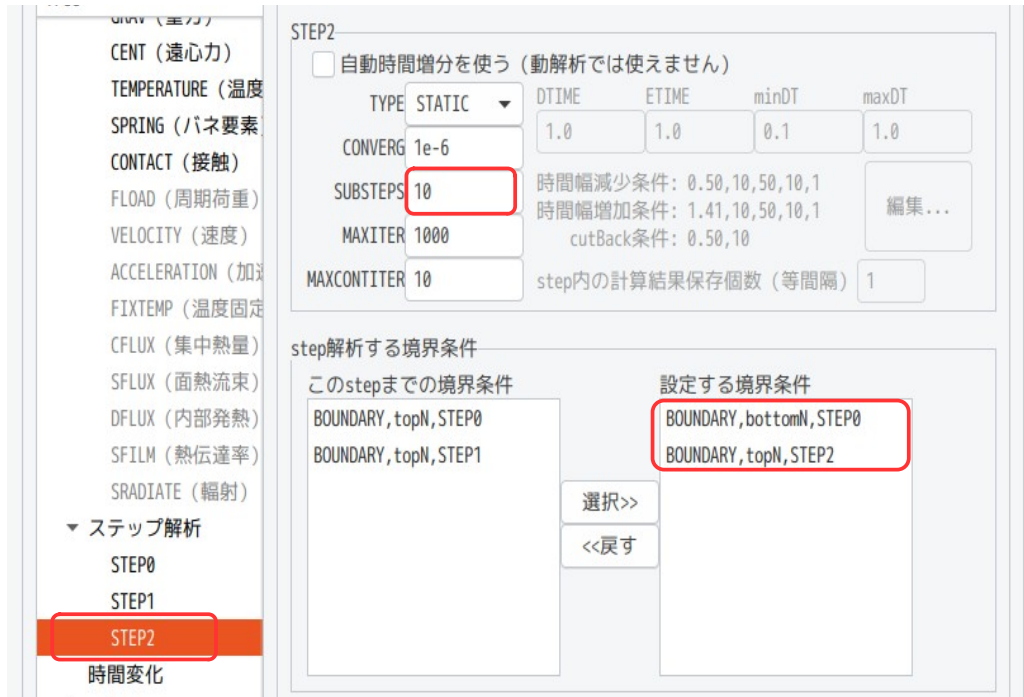 CENT (遠心力)
TEMPERATURE (温度
SPRING (バネ要素
CONTACT (接触)
FLOAD (周期荷重)
VELOCITY (速度)
ACCELERATION (加速
FIXTEMP (温度固定
CFLUX (集中熱量)
SFLUX (面熱流束)
DFLUX (内部発熱)
SFILM (熱伝達率)
SRADIATE (輻射)
ステップ解析
STEP0
STEP1
STEP2
時間変化
STEP2
自動時間増分を使う (動解析では使えません)
TYPE STATIC
DTIME ETIME minDT maxDT
1.0 1.0 0.1 1.0
CONVERG 1e-6
SUBSTEPS 10
MAXITER 1000
MAXCONTITER 10
時間幅減少条件: 0.50,10,50,10,1
時間幅増加条件: 1.41,10,50,10,1
cutBack条件: 0.50,10
編集...
step内の計算結果保存個数 (等間隔) 1
step解析する境界条件
このstepまでの境界条件
BOUNDARY,topN,STEP0
BOUNDARY,topN,STEP1
選択>>
<<戻す
設定する境界条件
BOUNDARY,bottomN,STEP0
BOUNDARY,topN,STEP2